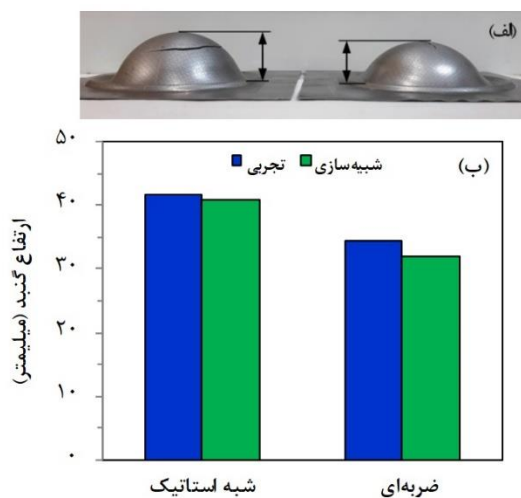 (الف)
(ب)
تجربی
شبیه‌سازی
ارتفاع گنبد (میلیمتر)
۵۰
۴۰
۳۰
۲۰
۱۰
۰
شبه استاتیک
ضربه‌ای